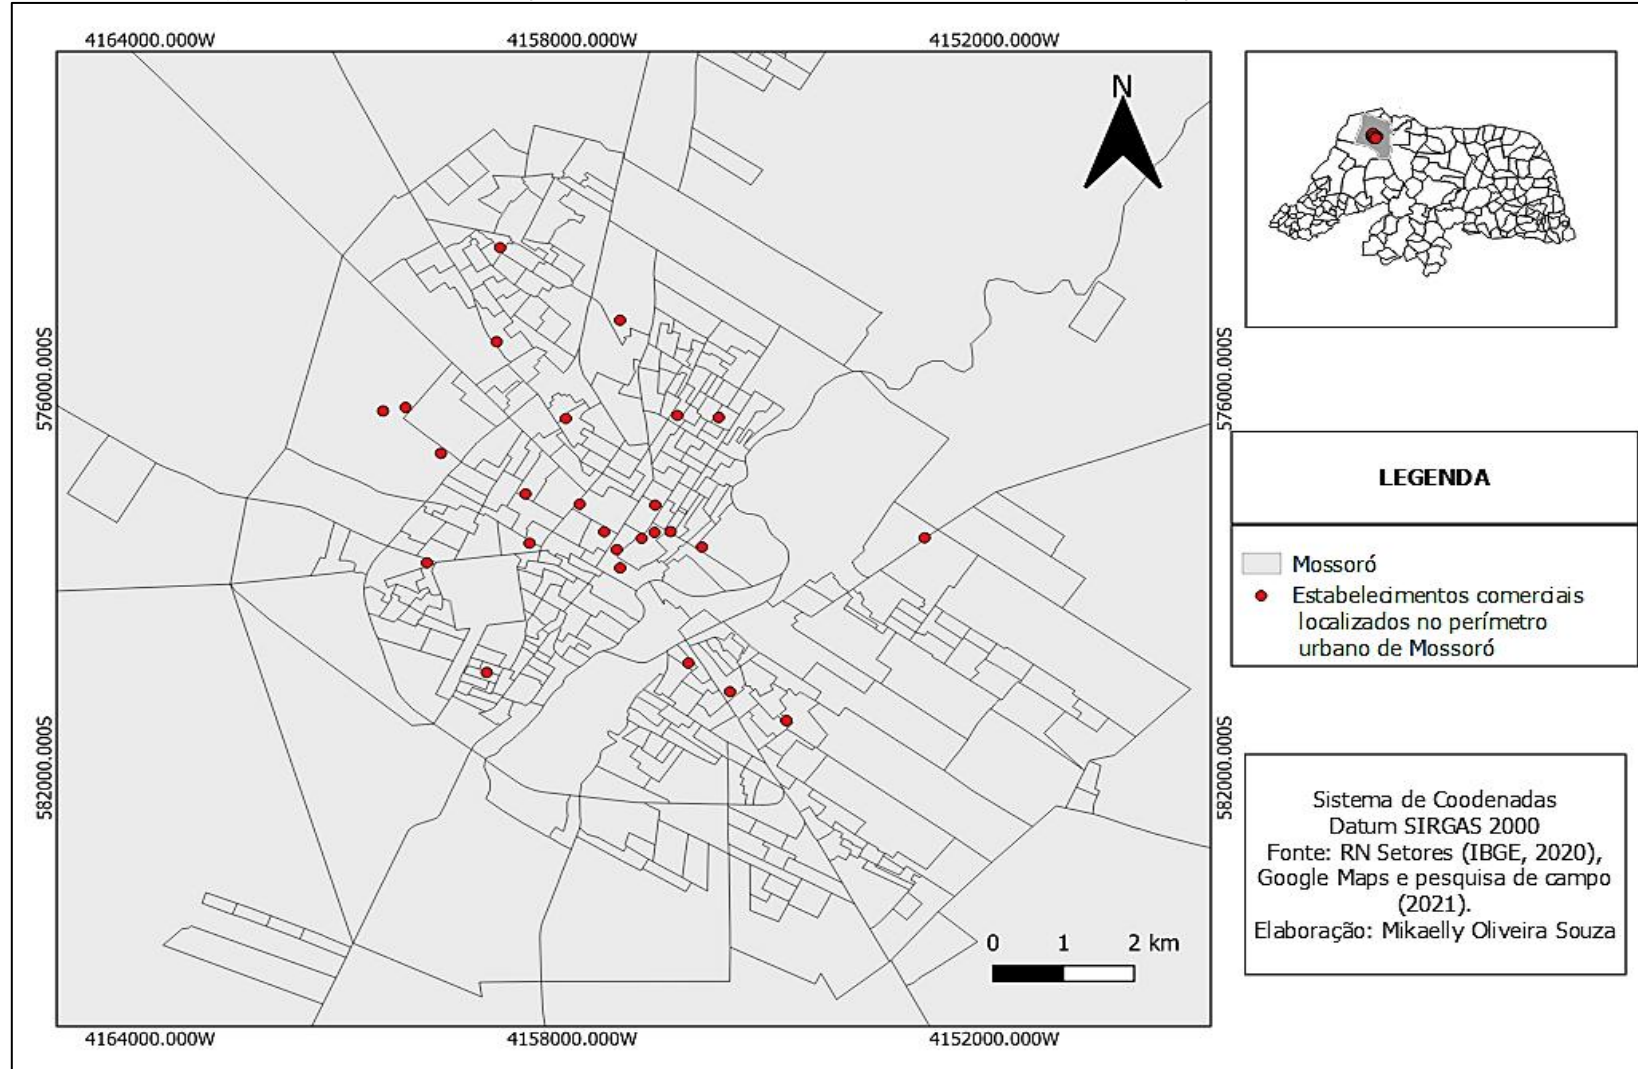 4164000.000W 4158000.000W 4152000.000W
N
576000.000S
576000.000S
LEGENDA
Mossoró
Estabelecimentos comerciais
localizados no perímetro
urbano de Mossoró
582000.000S
582000.000S
Sistema de Coodenadas
Datum SIRGAS 2000
Fonte: RN Setores (IBGE, 2020),
Google Maps e pesquisa de campo
(2021).
Elaboração: Mikaelly Oliveira Souza
0 1 2 km
4164000.000W 4158000.000W 4152000.000W